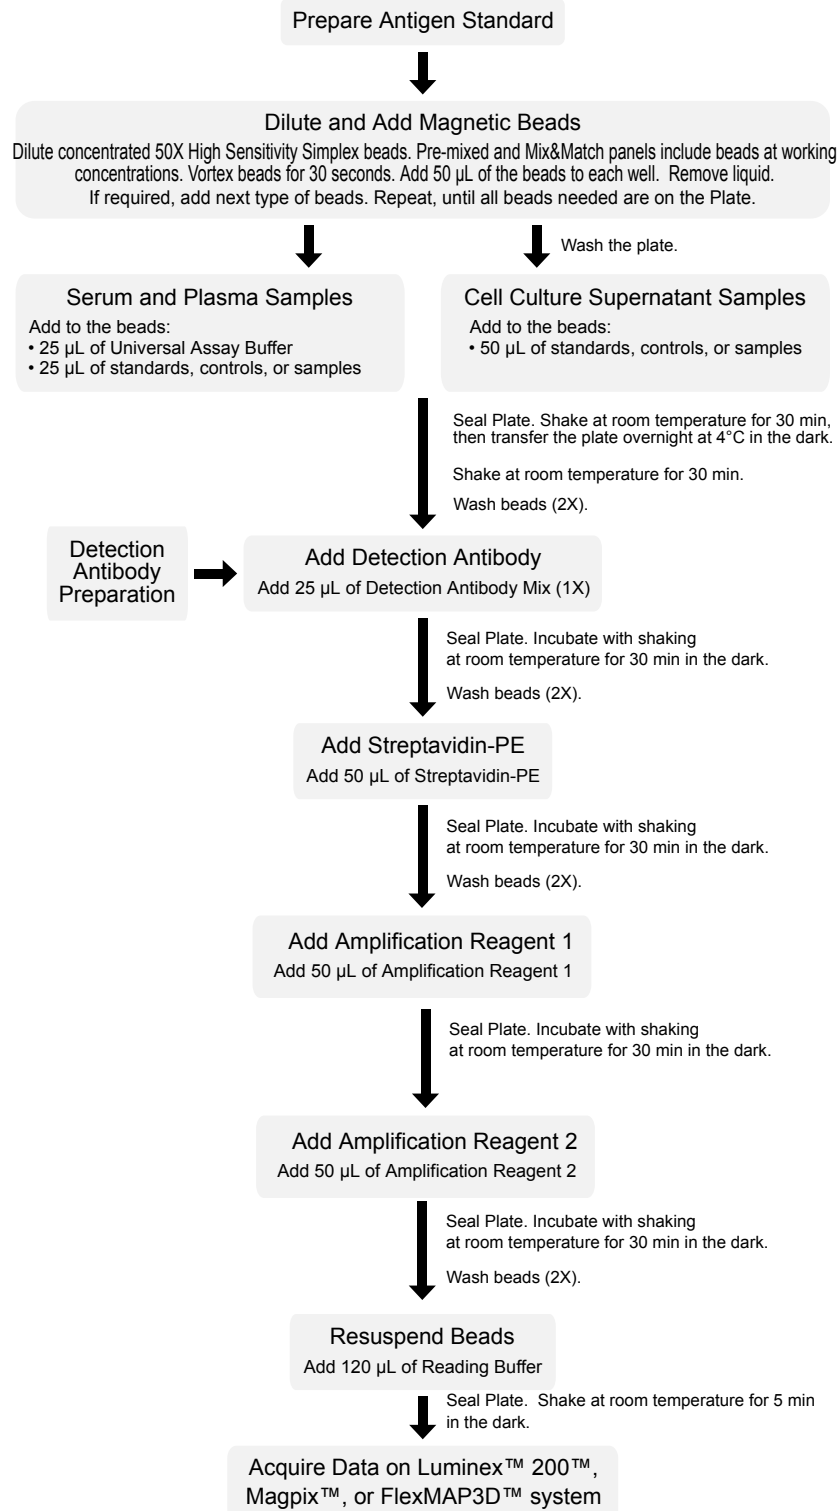 Prepare Antigen Standard
Dilute and Add Magnetic Beads
Dilute concentrated 50X High Sensitivity Simplex beads. Pre-mixed and Mix&Match panels include beads at working
concentrations. Vortex beads for 30 seconds. Add 50 µL of the beads to each well. Remove liquid.
If required, add next type of beads. Repeat, until all beads needed are on the Plate.
Wash the plate.
Serum and Plasma Samples
Add to the beads:
• 25 µL of Universal Assay Buffer
• 25 µL of standards, controls, or samples
Cell Culture Supernatant Samples
Add to the beads:
• 50 µL of standards, controls, or samples
Seal Plate. Shake at room temperature for 30 min,
then transfer the plate overnight at 4°C in the dark.
Shake at room temperature for 30 min.
Wash beads (2X).
Detection
Antibody
Preparation
Add Detection Antibody
Add 25 µL of Detection Antibody Mix (1X)
Seal Plate. Incubate with shaking
at room temperature for 30 min in the dark.
Wash beads (2X).
Add Streptavidin-PE
Add 50 µL of Streptavidin-PE
Seal Plate. Incubate with shaking
at room temperature for 30 min in the dark.
Wash beads (2X).
Add Amplification Reagent 1
Add 50 µL of Amplification Reagent 1
Seal Plate. Incubate with shaking
at room temperature for 30 min in the dark.
Add Amplification Reagent 2
Add 50 µL of Amplification Reagent 2
Seal Plate. Incubate with shaking
at room temperature for 30 min in the dark.
Wash beads (2X).
Resuspend Beads
Add 120 µL of Reading Buffer
Seal Plate. Shake at room temperature for 5 min
in the dark.
Acquire Data on Luminex™ 200™,
Magpix™, or FlexMAP3D™ system